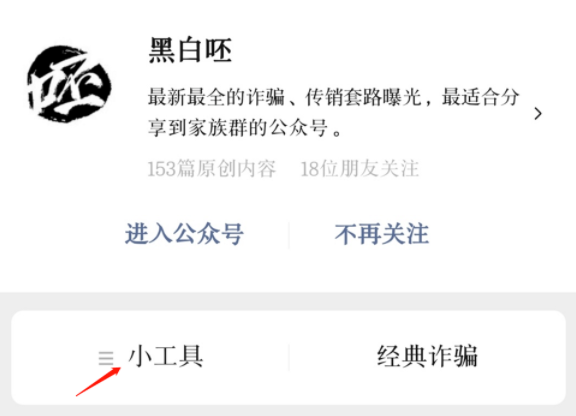 黑白呸
最新最全的诈骗、传销套路曝光，最适合分
享到家族群的公众号。
153篇原创内容 18位朋友关注
进入公众号 不再关注
小工具 经典诈骗
呸